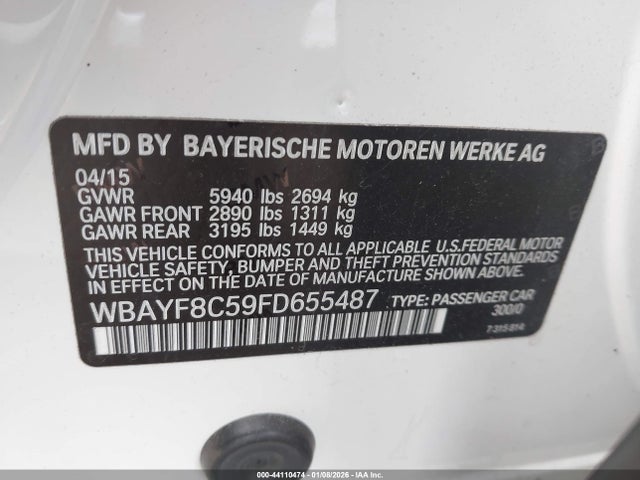 MFD BY BAYERISCHE MOTOREN WERKE AG
04/15
GVWR 5940 lbs 2694 kg
GAWR FRONT 2890 lbs 1311 kg
GAWR REAR 3195 lbs 1449 kg
THIS VEHICLE CONFORMS TO ALL APPLICABLE U.S.FEDERAL MOTOR
VEHICLE SAFETY, BUMPER AND THEFT PREVENTION STANDARDS
IN EFFECT ON THE DATE OF MANUFACTURE SHOWN ABOVE.
WBAYF8C59FD655487 TYPE: PASSENGER CAR
300/0
7 315 814
000-44110474 | 01/08/2026 - IAA Inc. |